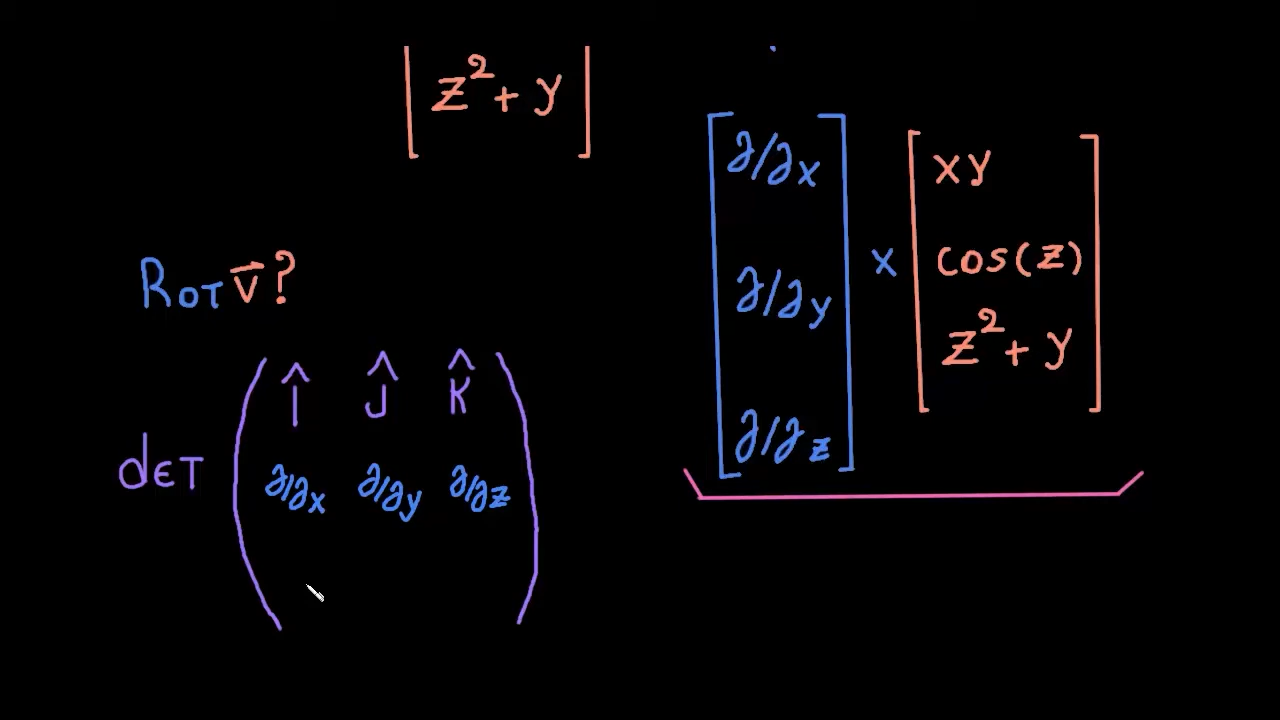 z² + y
∂/∂x
∂/∂y
∂/∂z
×
xy
cos(z)
z² + y
Rot v⃗?
det
î ĵ k̂
∂/∂x ∂/∂y ∂/∂z